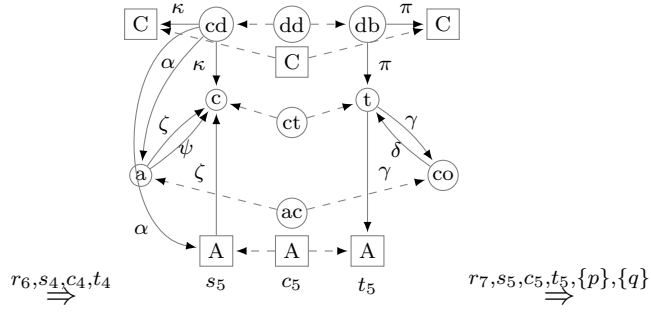 κ π
C cd dd db C
α κ C π
c ct t
ζ ψ γ δ
a ζ γ co
ac
α A A A
r₆,s₄,c₄,t₄ s₅ c₅ t₅ r₇,s₅,c₅,t₅,{p},{q}
⇒ ⇒